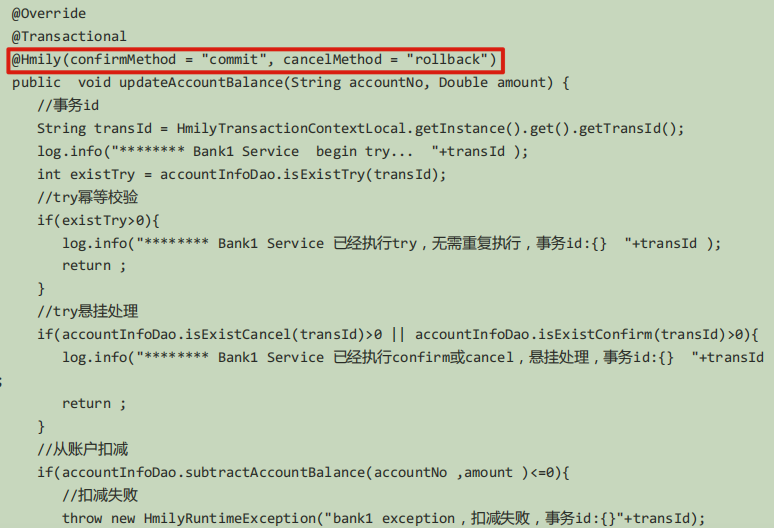 @Override
@Transactional
@Hmily(confirmMethod = "commit", cancelMethod = "rollback")
public  void updateAccountBalance(String accountNo, Double amount) {
//事务id
String transId = HmilyTransactionContextLocal.getInstance().get().getTransId();
log.info("******** Bank1 Service  begin try...  "+transId );
int existTry = accountInfoDao.isExistTry(transId);
//try幂等校验
if(existTry>0){
log.info("******** Bank1 Service 已经执行try，无需重复执行，事务id:{}  "+transId );
return ;
}
//try悬挂处理
if(accountInfoDao.isExistCancel(transId)>0 || accountInfoDao.isExistConfirm(transId)>0){
log.info("******** Bank1 Service 已经执行confirm或cancel，悬挂处理，事务id:{}  "+transId
;
return ;
}
//从账户扣减
if(accountInfoDao.subtractAccountBalance(accountNo ,amount )<=0){
//扣减失败
throw new HmilyRuntimeException("bank1 exception，扣减失败，事务id:{}"+transId);